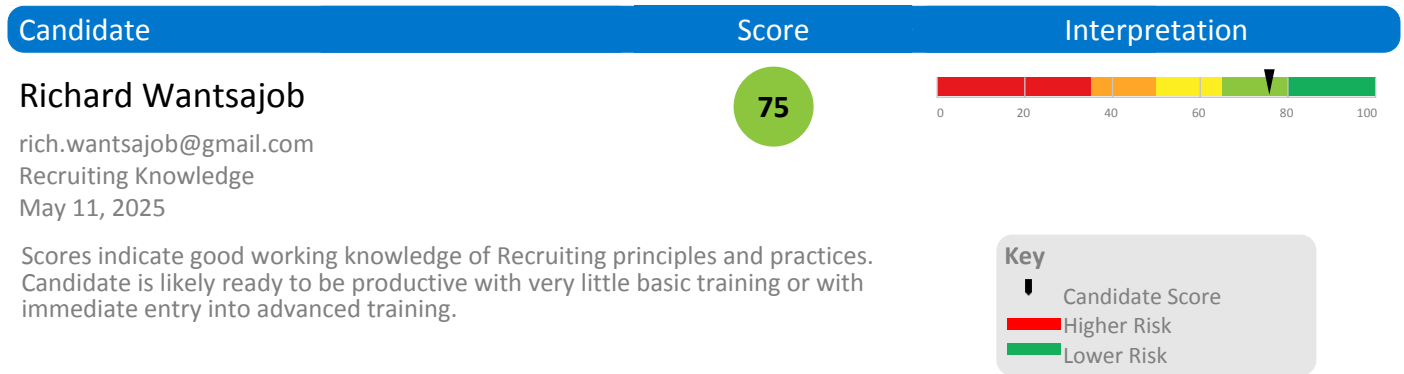 Candidate Score Interpretation
Richard Wantsajob
75
0 20 40 60 80 100
rich.wantsajob@gmail.com
Recruiting Knowledge
May 11, 2025
Scores indicate good working knowledge of Recruiting principles and practices.
Candidate is likely ready to be productive with very little basic training or with
immediate entry into advanced training.
Key
Candidate Score
Higher Risk
Lower Risk